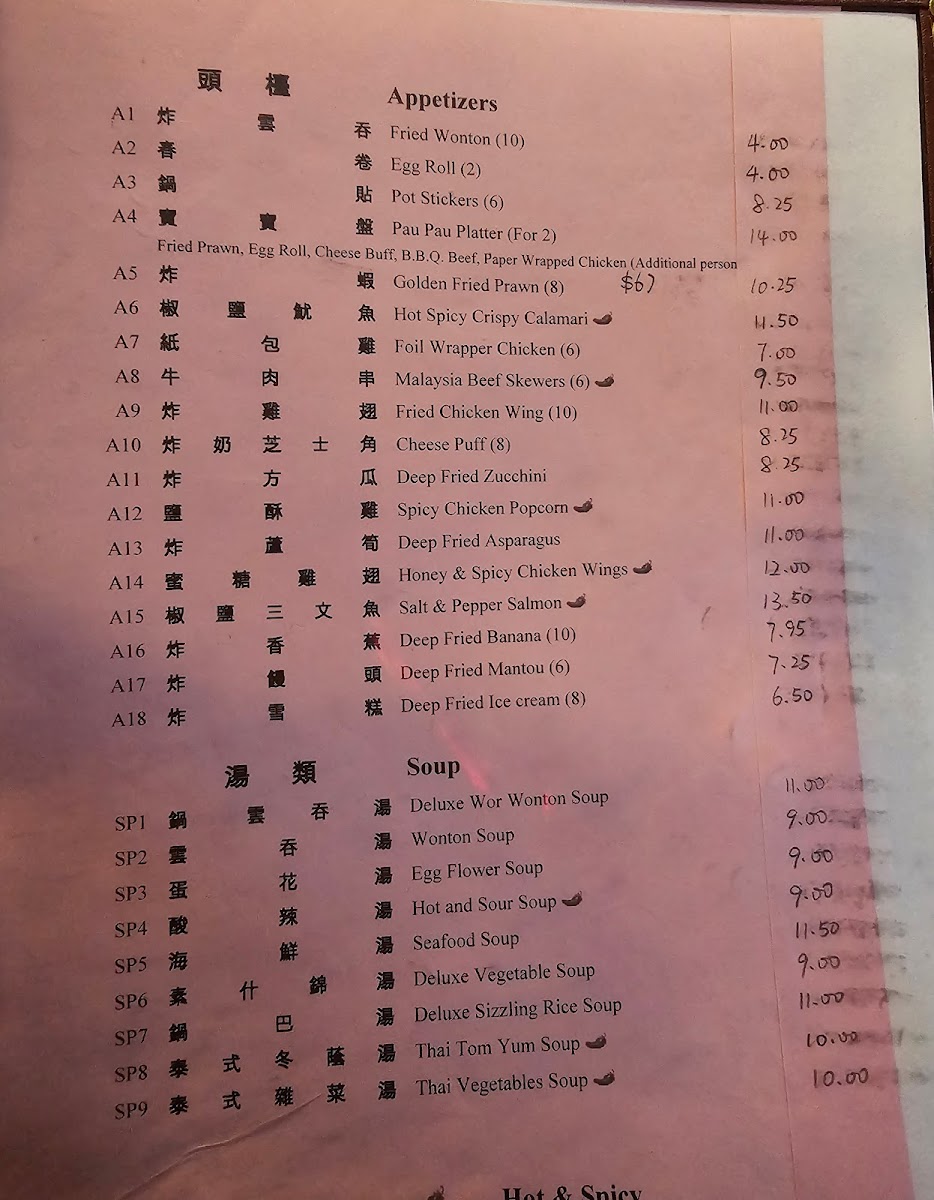 頭檯 Appetizers
A1 炸雲吞 Fried Wonton (10) 4.00
A2 春卷 Egg Roll (2) 4.00
A3 鍋貼 Pot Stickers (6) 8.25
A4 寶寶盤 Pau Pau Platter (For 2) 14.00
Fried Prawn, Egg Roll, Cheese Buff, B.B.Q. Beef, Paper Wrapped Chicken (Additional person
A5 炸蝦 Golden Fried Prawn (8) 10.25
A6 椒鹽魷魚 Hot Spicy Crispy Calamari 11.50
A7 紙包雞 Foil Wrapper Chicken (6) 7.00
A8 牛肉串 Malaysia Beef Skewers (6) 9.50
A9 炸雞翅 Fried Chicken Wing (10) 11.00
A10 炸奶芝士角 Cheese Puff (8) 8.25
A11 炸方瓜 Deep Fried Zucchini 8.25
A12 鹽酥雞 Spicy Chicken Popcorn 11.00
A13 炸蘆筍 Deep Fried Asparagus 11.00
A14 蜜糖雞翅 Honey & Spicy Chicken Wings 12.00
A15 椒鹽三文魚 Salt & Pepper Salmon 13.50
A16 炸香蕉 Deep Fried Banana (10) 7.95
A17 炸饅頭 Deep Fried Mantou (6) 7.25
A18 炸雪糕 Deep Fried Ice cream (8) 6.50
湯類 Soup
SP1 鍋雲吞湯 Deluxe Wor Wonton Soup 11.00
SP2 雲吞湯 Wonton Soup 9.00
SP3 蛋花湯 Egg Flower Soup 9.00
SP4 酸辣湯 Hot and Sour Soup 9.00
SP5 海鮮湯 Seafood Soup 11.50
SP6 素什錦湯 Deluxe Vegetable Soup 9.00
SP7 鍋巴湯 Deluxe Sizzling Rice Soup 11.00
SP8 泰式冬蔭湯 Thai Tom Yum Soup 10.00
SP9 泰式雜菜湯 Thai Vegetables Soup 10.00
Hot & Spicy